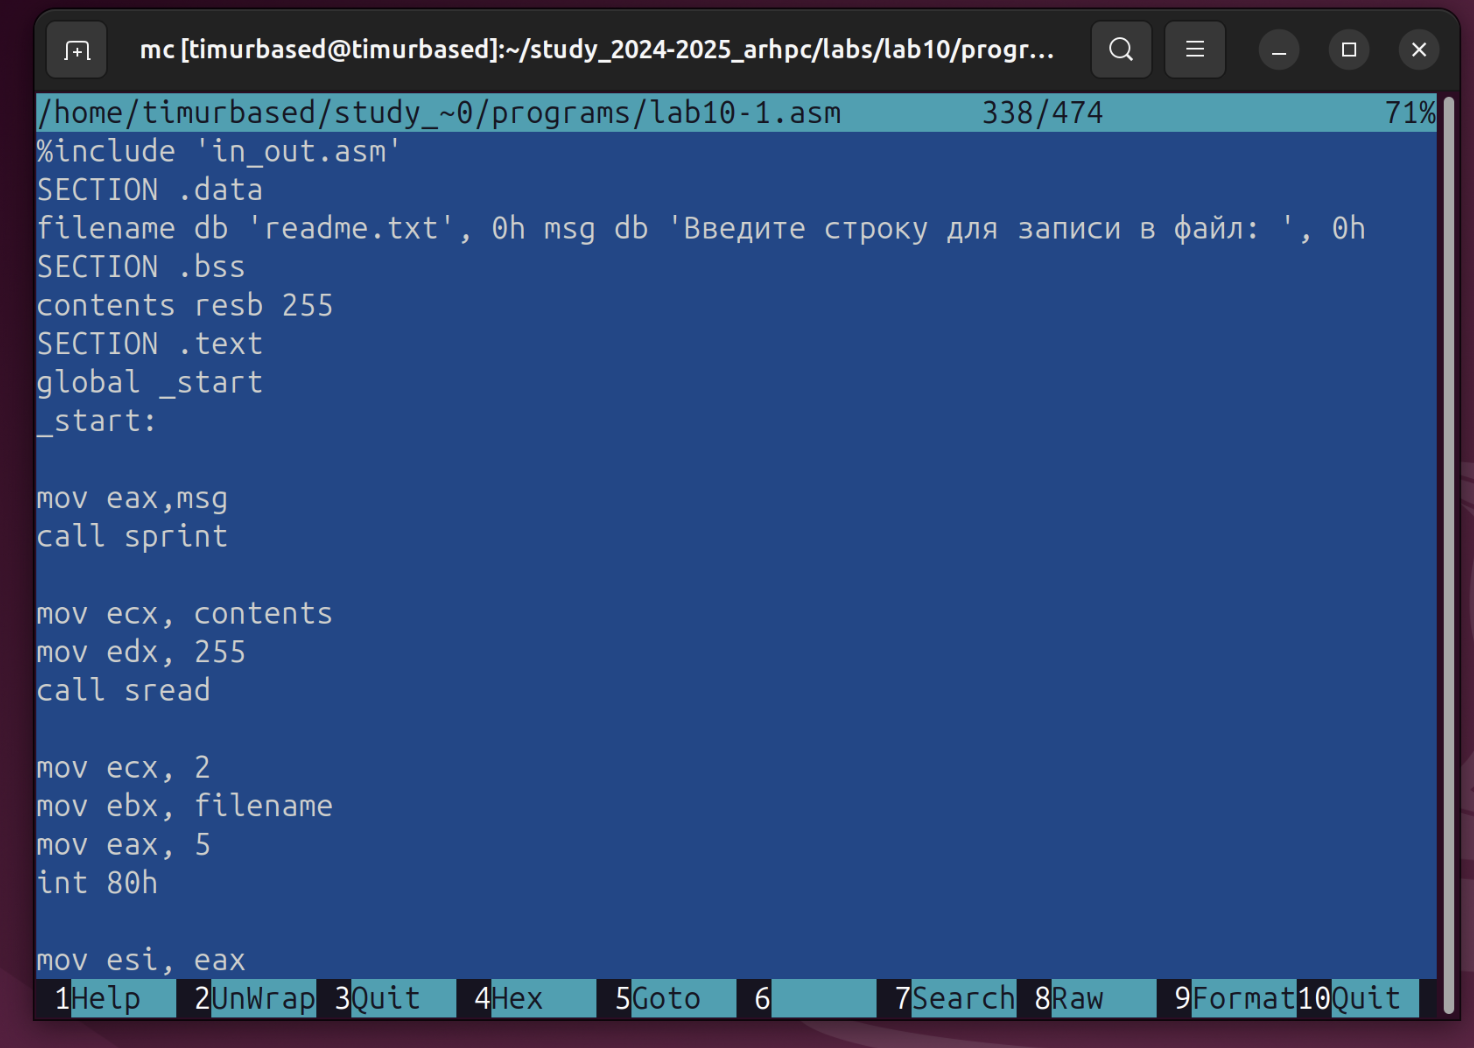 mc [timurbased@timurbased]:~/study_2024-2025_arhpc/labs/lab10/progr...
/home/timurbased/study_~0/programs/lab10-1.asm 338/474 71%
%include 'in_out.asm'
SECTION .data
filename db 'readme.txt', 0h msg db 'Введите строку для записи в файл: ', 0h
SECTION .bss
contents resb 255
SECTION .text
global _start
_start:
mov eax,msg
call sprint
mov ecx, contents
mov edx, 255
call sread
mov ecx, 2
mov ebx, filename
mov eax, 5
int 80h
mov esi, eax
1Help 2UnWrap 3Quit 4Hex 5Goto 6 7Search 8Raw 9Format 10Quit